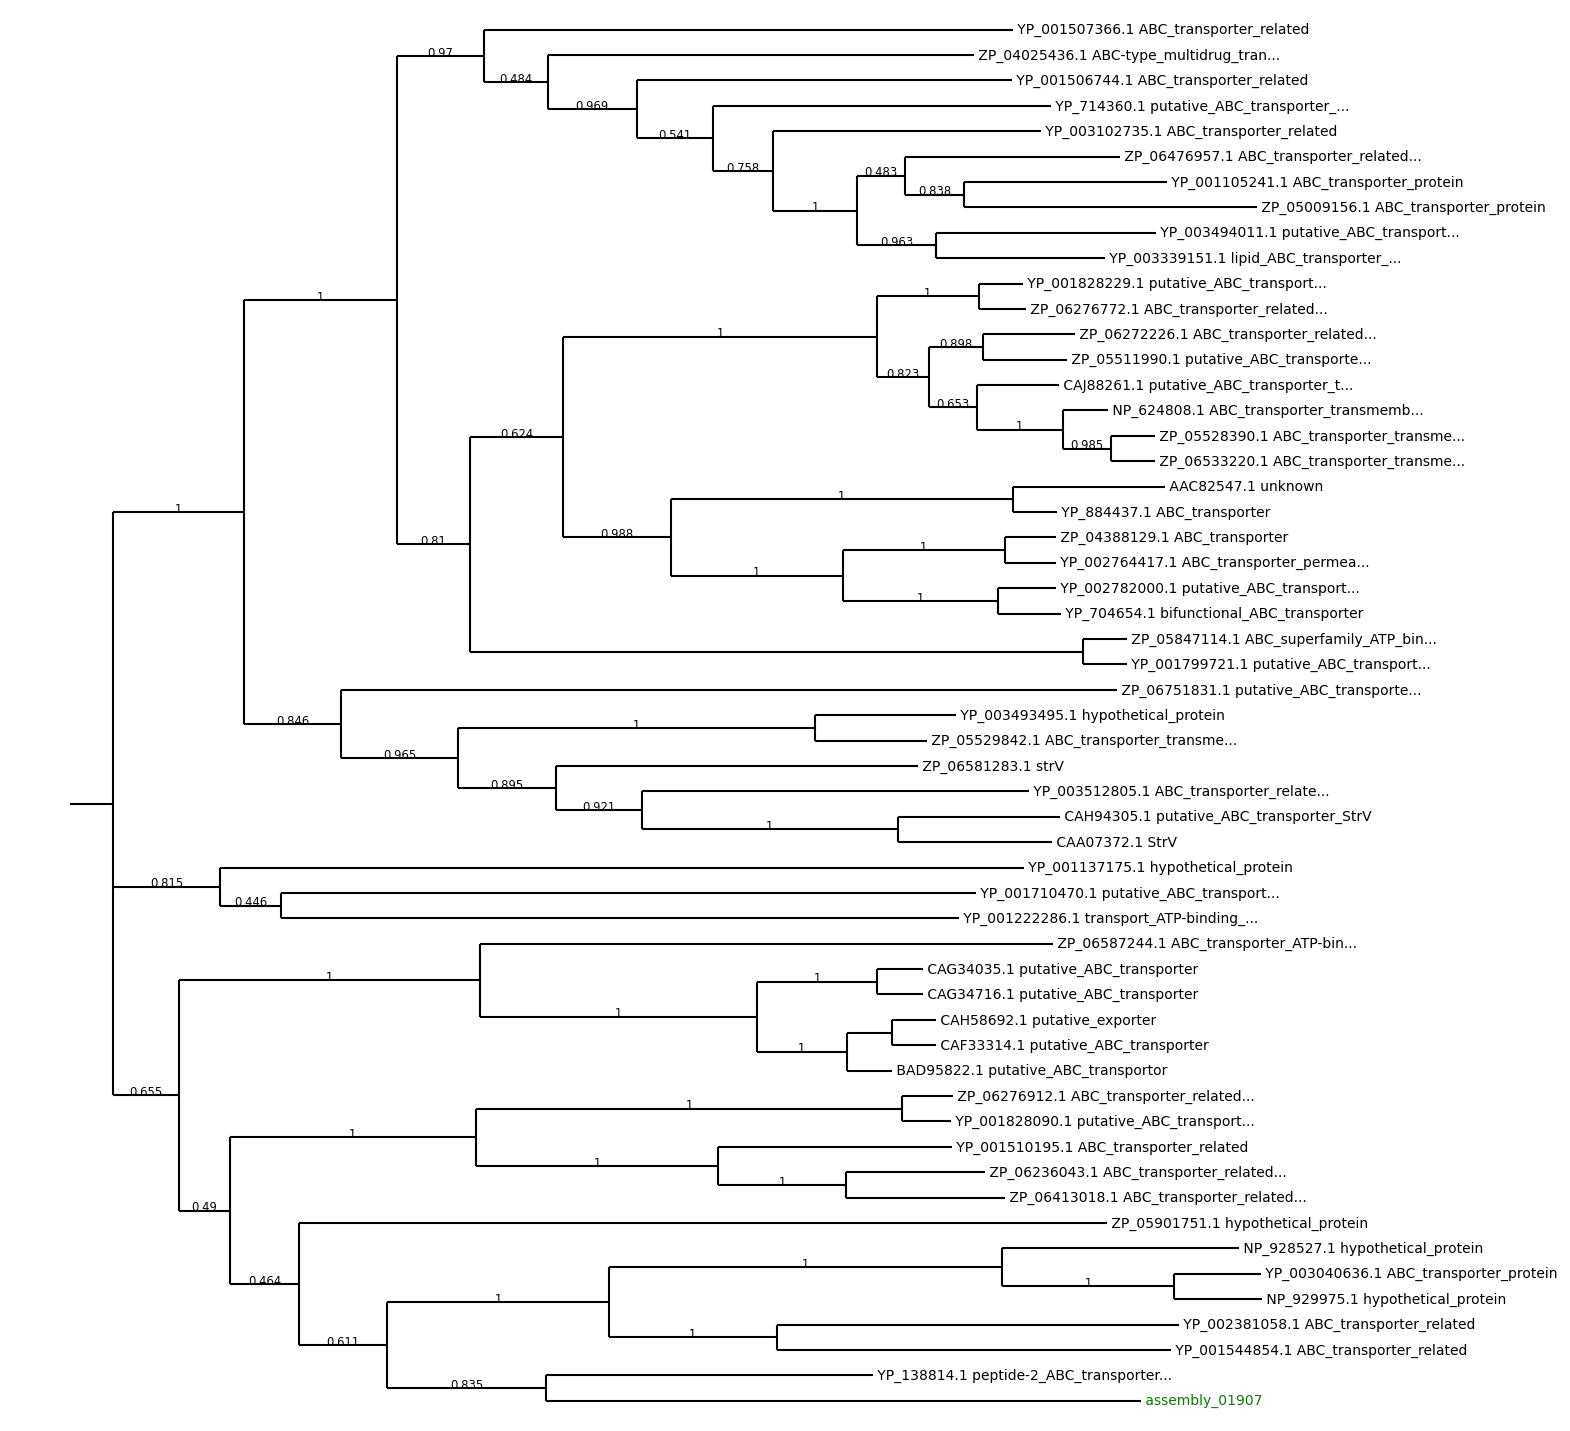 YP_001507366.1 ABC_transporter_related
0.97
ZP_04025436.1 ABC-type_multidrug_tran...
0.484
YP_001506744.1 ABC_transporter_related
0.969
YP_714360.1 putative_ABC_transporter_...
0.541
YP_003102735.1 ABC_transporter_related
0.758
ZP_06476957.1 ABC_transporter_related...
0.483
YP_001105241.1 ABC_transporter_protein
0.838
ZP_05009156.1 ABC_transporter_protein
1
YP_003494011.1 putative_ABC_transport...
0.963
YP_003339151.1 lipid_ABC_transporter_...
YP_001828229.1 putative_ABC_transport...
1
1
ZP_06276772.1 ABC_transporter_related...
1
ZP_06272226.1 ABC_transporter_related...
0.898
ZP_05511990.1 putative_ABC_transporte...
0.823
CAJ88261.1 putative_ABC_transporter_t...
0.653
NP_624808.1 ABC_transporter_transmemb...
1
0.624
ZP_05528390.1 ABC_transporter_transme...
0.985
ZP_06533220.1 ABC_transporter_transme...
AAC82547.1 unknown
1
1
YP_884437.1 ABC_transporter
0.988
ZP_04388129.1 ABC_transporter
0.81
1
YP_002764417.1 ABC_transporter_permea...
1
YP_002782000.1 putative_ABC_transport...
1
YP_704654.1 bifunctional_ABC_transporter
ZP_05847114.1 ABC_superfamily_ATP_bin...
YP_001799721.1 putative_ABC_transport...
ZP_06751831.1 putative_ABC_transporte...
YP_003493495.1 hypothetical_protein
0.846
1
ZP_05529842.1 ABC_transporter_transme...
0.965
ZP_06581283.1 strV
0.895
YP_003512805.1 ABC_transporter_relate...
0.921
CAH94305.1 putative_ABC_transporter_StrV
1
CAA07372.1 StrV
YP_001137175.1 hypothetical_protein
0.815
YP_001710470.1 putative_ABC_transport...
0.446
YP_001222286.1 transport_ATP-binding_...
ZP_06587244.1 ABC_transporter_ATP-bin...
CAG34035.1 putative_ABC_transporter
1
1
CAG34716.1 putative_ABC_transporter
1
CAH58692.1 putative_exporter
CAF33314.1 putative_ABC_transporter
1
BAD95822.1 putative_ABC_transportor
0.655
ZP_06276912.1 ABC_transporter_related...
1
YP_001828090.1 putative_ABC_transport...
1
YP_001510195.1 ABC_transporter_related
1
ZP_06236043.1 ABC_transporter_related...
1
ZP_06413018.1 ABC_transporter_related...
0.49
ZP_05901751.1 hypothetical_protein
NP_928527.1 hypothetical_protein
1
YP_003040636.1 ABC_transporter_protein
0.464
1
NP_929975.1 hypothetical_protein
1
YP_002381058.1 ABC_transporter_related
1
0.611
YP_001544854.1 ABC_transporter_related
YP_138814.1 peptide-2_ABC_transporter...
0.835
assembly_01907